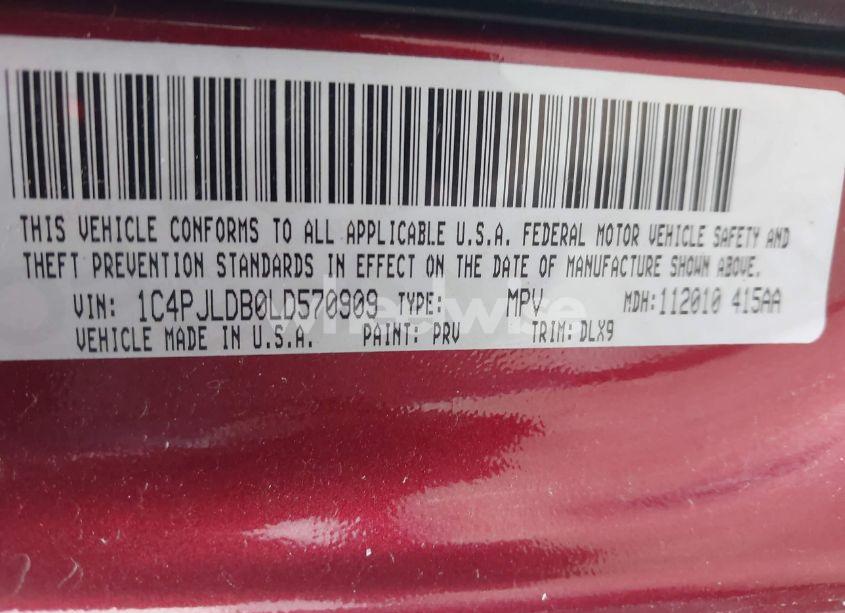 THIS VEHICLE CONFORMS TO ALL APPLICABLE U.S.A. FEDERAL MOTOR VEHICLE SAFETY AND
THEFT PREVENTION STANDARDS IN EFFECT ON THE DATE OF MANUFACTURE SHOWN ABOVE.
VIN: 1C4PJLDB0LD570909 TYPE: MPV MDH: 112010 415AA
VEHICLE MADE IN U.S.A. PAINT: PRV TRIM: DLX9
wheelwise